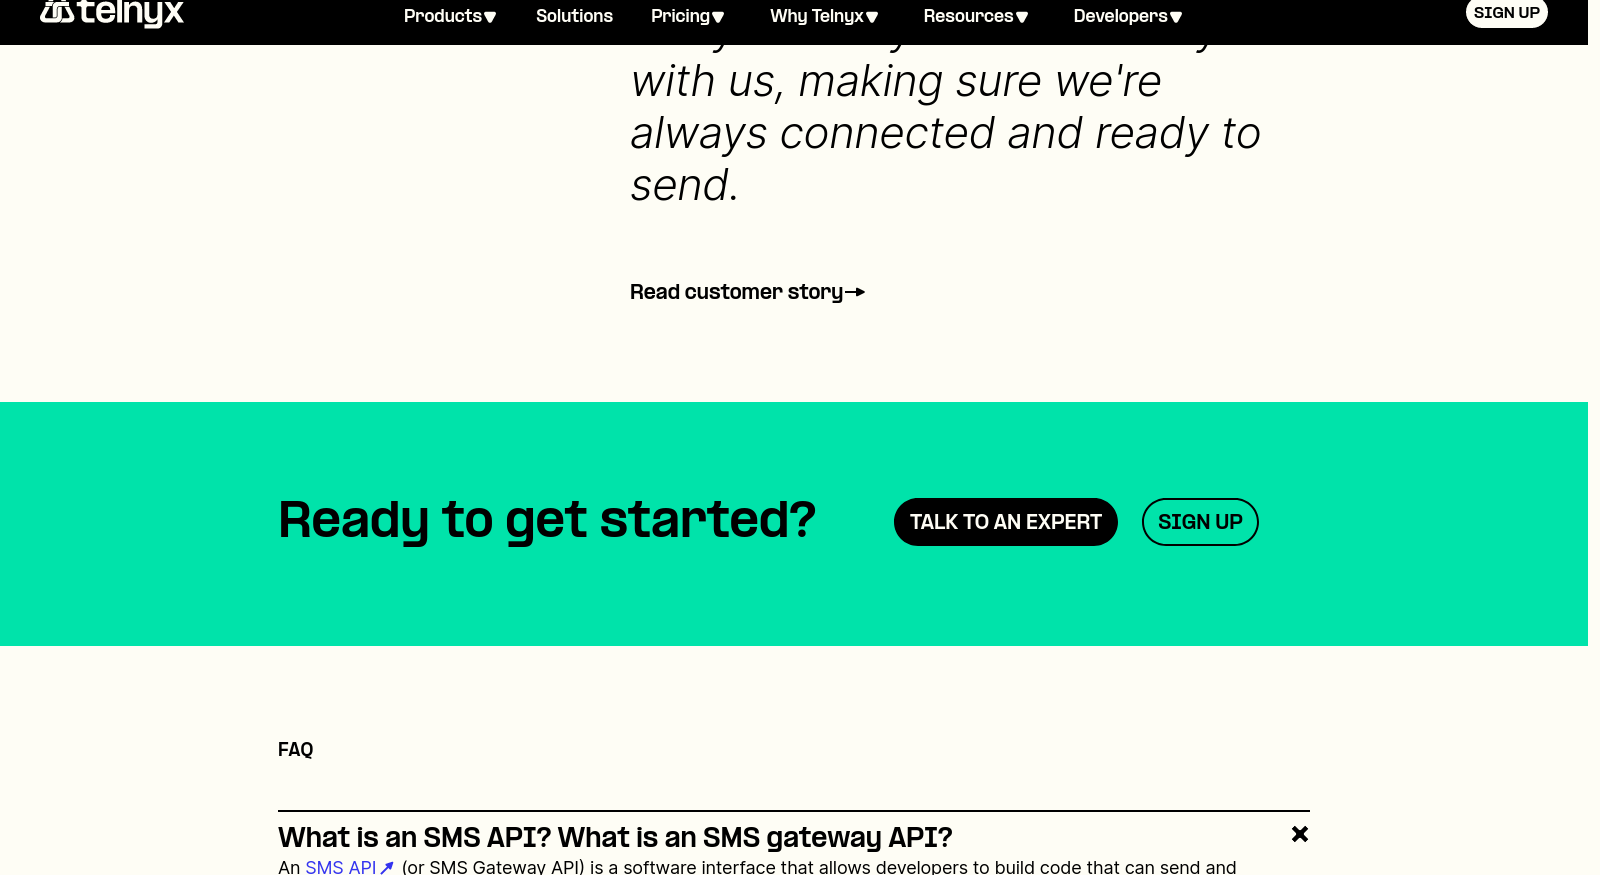 telnyx
Products
Solutions
Pricing
Why Telnyx
Resources
Developers
SIGN UP
with us, making sure we're
always connected and ready to
send.
Read customer story
Ready to get started?
TALK TO AN EXPERT
SIGN UP
FAQ
What is an SMS API? What is an SMS gateway API?
An SMS API (or SMS Gateway API) is a software interface that allows developers to build code that can send and